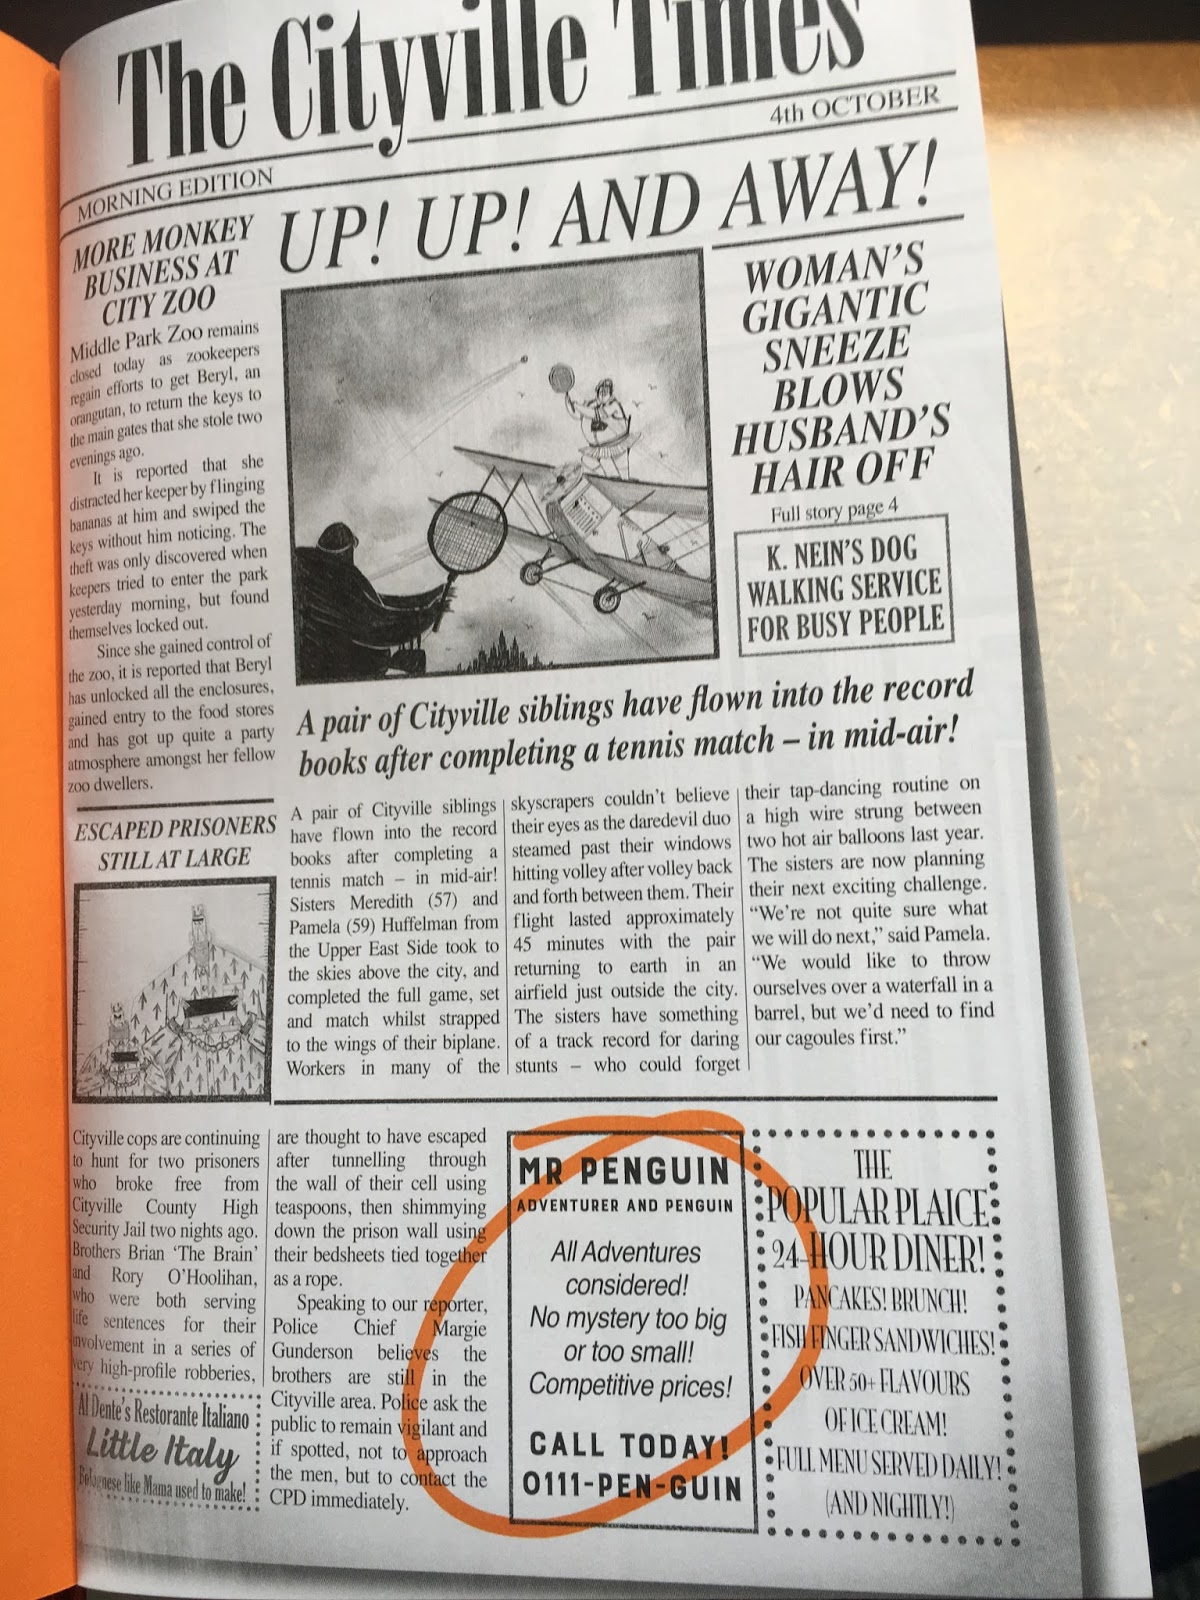 The Cityville Times
MORNING EDITION
4th OCTOBER
MORE MONKEY
BUSINESS AT
CITY ZOO
Middle Park Zoo remains
closed today as zookeepers
regain efforts to get Beryl, an
orangutan, to return the keys to
the main gates that she stole two
evenings ago.
It is reported that she
distracted her keeper by flinging
bananas at him and swiped the
keys without him noticing. The
theft was only discovered when
keepers tried to enter the park
yesterday morning, but found
themselves locked out.
Since she gained control of
the zoo, it is reported that Beryl
has unlocked all the enclosures,
gained entry to the food stores
and has got up quite a party
atmosphere amongst her fellow
zoo dwellers.
UP! UP! AND AWAY!
WOMAN'S
GIGANTIC
SNEEZE
BLOWS
HUSBAND'S
HAIR OFF
Full story page 4
K. NEIN'S DOG
WALKING SERVICE
FOR BUSY PEOPLE
A pair of Cityville siblings have flown into the record
books after completing a tennis match – in mid-air!
A pair of Cityville siblings
have flown into the record
books after completing a
tennis match – in mid-air!
Sisters Meredith (57) and
Pamela (59) Huffelman from
the Upper East Side took to
the skies above the city, and
completed the full game, set
and match whilst strapped
to the wings of their biplane.
Workers in many of the
skyscrapers couldn't believe
their eyes as the daredevil duo
steamed past their windows
hitting volley after volley back
and forth between them. Their
flight lasted approximately
45 minutes with the pair
returning to earth in an
airfield just outside the city.
The sisters have something
of a track record for daring
stunts – who could forget
their tap-dancing routine on
a high wire strung between
two hot air balloons last year.
The sisters are now planning
their next exciting challenge.
“We're not quite sure what
we will do next,” said Pamela.
“We would like to throw
ourselves over a waterfall in a
barrel, but we'd need to find
our cagoules first.”
ESCAPED PRISONERS
STILL AT LARGE
Cityville cops are continuing
to hunt for two prisoners
who broke free from
Cityville County High
Security Jail two nights ago.
Brothers Brian ‘The Brain’
and Rory O'Hoolihan,
who were both serving
life sentences for their
involvement in a series of
very high-profile robberies,
are thought to have escaped
after tunnelling through
the wall of their cell using
teaspoons, then shimmying
down the prison wall using
their bedsheets tied together
as a rope.
Speaking to our reporter,
Police Chief Margie
Gunderson believes the
brothers are still in the
Cityville area. Police ask the
public to remain vigilant and
if spotted, not to approach
the men, but to contact the
CPD immediately.
Al Dente's Restorante Italiano
Little Italy
Bolagnese like Mama used to make!
MR PENGUIN
ADVENTURER AND PENGUIN
All Adventures
considered!
No mystery too big
or too small!
Competitive prices!
CALL TODAY!
0111-PEN-GUIN
THE
POPULAR PLAICE
24-HOUR DINER!
PANCAKES! BRUNCH!
FISH FINGER SANDWICHES!
OVER 50+ FLAVOURS
OF ICE CREAM!
FULL MENU SERVED DAILY!
(AND NIGHTLY!)